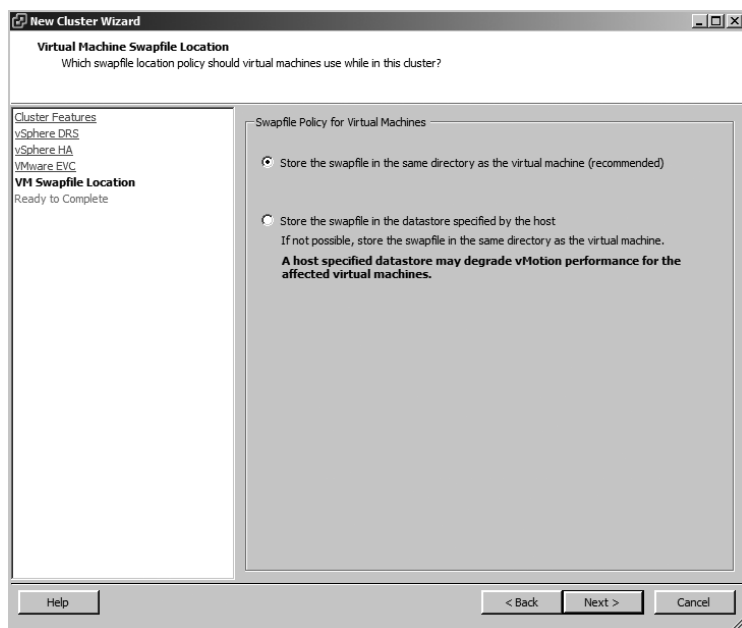 New Cluster Wizard
Virtual Machine Swapfile Location
Which swapfile location policy should virtual machines use while in this cluster?
Cluster Features
vSphere DRS
vSphere HA
VMware EVC
VM Swapfile Location
Ready to Complete
Swapfile Policy for Virtual Machines
Store the swapfile in the same directory as the virtual machine (recommended)
Store the swapfile in the datastore specified by the host
If not possible, store the swapfile in the same directory as the virtual machine.
A host specified datastore may degrade vMotion performance for the
affected virtual machines.
Help
< Back
Next >
Cancel